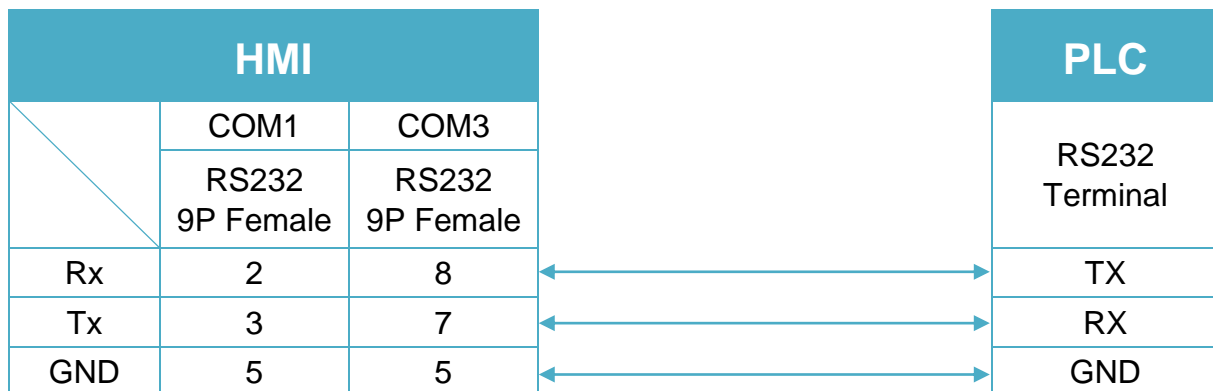 HMI
PLC
COM1 COM3
RS232
9P Female
RS232
9P Female
RS232
Terminal
Rx 2 8 TX
Tx 3 7 RX
GND 5 5 GND